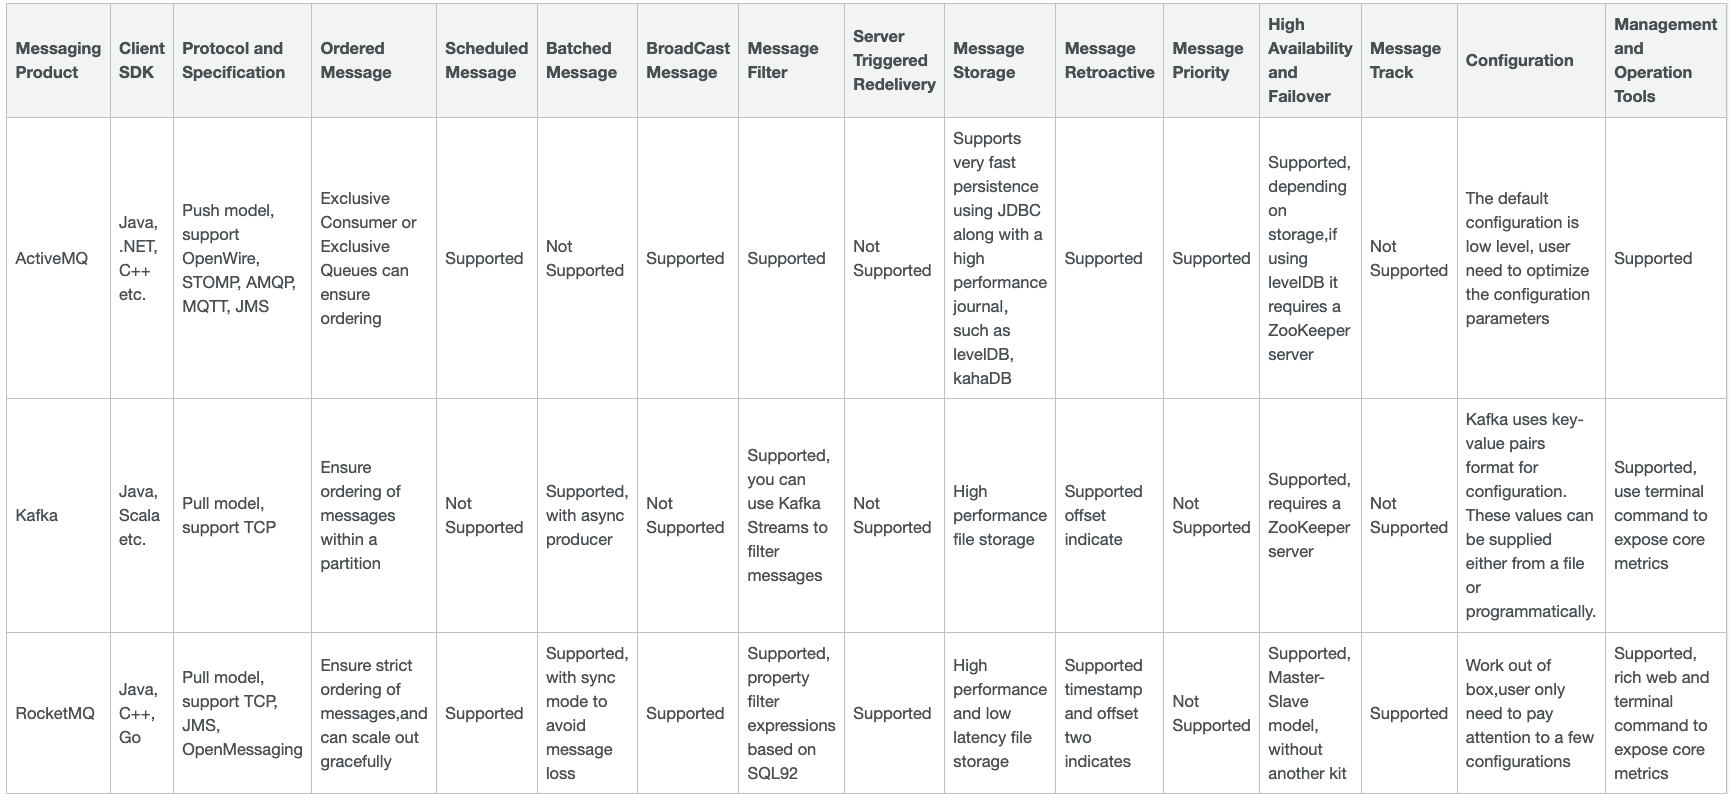 Messaging
Product
Client
SDK
Protocol and
Specification
Ordered
Message
Scheduled
Message
Batched
Message
BroadCast
Message
Message
Filter
Server
Triggered
Redelivery
Message
Storage
Message
Retroactive
Message
Priority
High
Availability
and
Failover
Message
Track
Configuration
Management
and
Operation
Tools
ActiveMQ
Java,
.NET,
C++
etc.
Push model,
support
OpenWire,
STOMP, AMQP,
MQTT, JMS
Exclusive
Consumer or
Exclusive
Queues can
ensure
ordering
Supported
Not
Supported
Supported
Supported
Not
Supported
Supports
very fast
persistence
using JDBC
along with a
high
performance
journal,
such as
levelDB,
kahaDB
Supported
Supported
Supported,
depending
on
storage,if
using
levelDB it
requires a
ZooKeeper
server
Not
Supported
The default
configuration is
low level, user
need to optimize
the configuration
parameters
Supported
Kafka
Java,
Scala
etc.
Pull model,
support TCP
Ensure
ordering of
messages
within a
partition
Not
Supported
Supported,
with async
producer
Not
Supported
Supported,
you can
use Kafka
Streams to
filter
messages
Not
Supported
High
performance
file storage
Supported
offset
indicate
Not
Supported
Supported,
requires a
ZooKeeper
server
Not
Supported
Kafka uses key-
value pairs
format for
configuration.
These values can
be supplied
either from a file
or
programmatically.
Supported,
use terminal
command to
expose core
metrics
RocketMQ
Java,
C++,
Go
Pull model,
support TCP,
JMS,
OpenMessaging
Ensure strict
ordering of
messages,and
can scale out
gracefully
Supported
Supported,
with sync
mode to
avoid
message
loss
Supported
Supported,
property
filter
expressions
based on
SQL92
Supported
High
performance
and low
latency file
storage
Supported
timestamp
and offset
two
indicates
Not
Supported
Supported,
Master-
Slave
model,
without
another kit
Supported
Work out of
box,user only
need to pay
attention to a few
configurations
Supported,
rich web and
terminal
command to
expose core
metrics